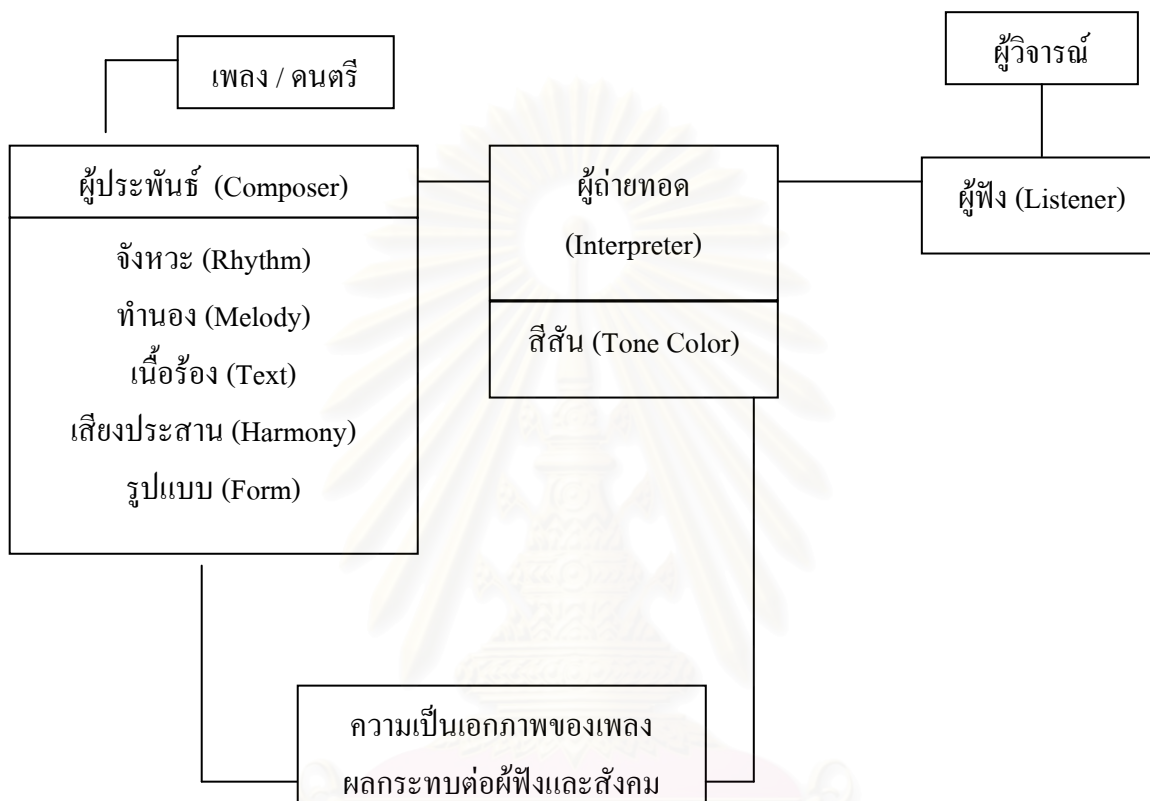 เพลง / ดนตรี
ผู้วิจารณ์
ผู้ประพันธ์ (Composer)
จังหวะ (Rhythm)
ทำนอง (Melody)
เนื้อร้อง (Text)
เสียงประสาน (Harmony)
รูปแบบ (Form)
ผู้ถ่ายทอด
(Interpreter)
สีสัน (Tone Color)
ผู้ฟัง (Listener)
ความเป็นเอกภาพของเพลง
ผลกระทบต่อผู้ฟังและสังคม